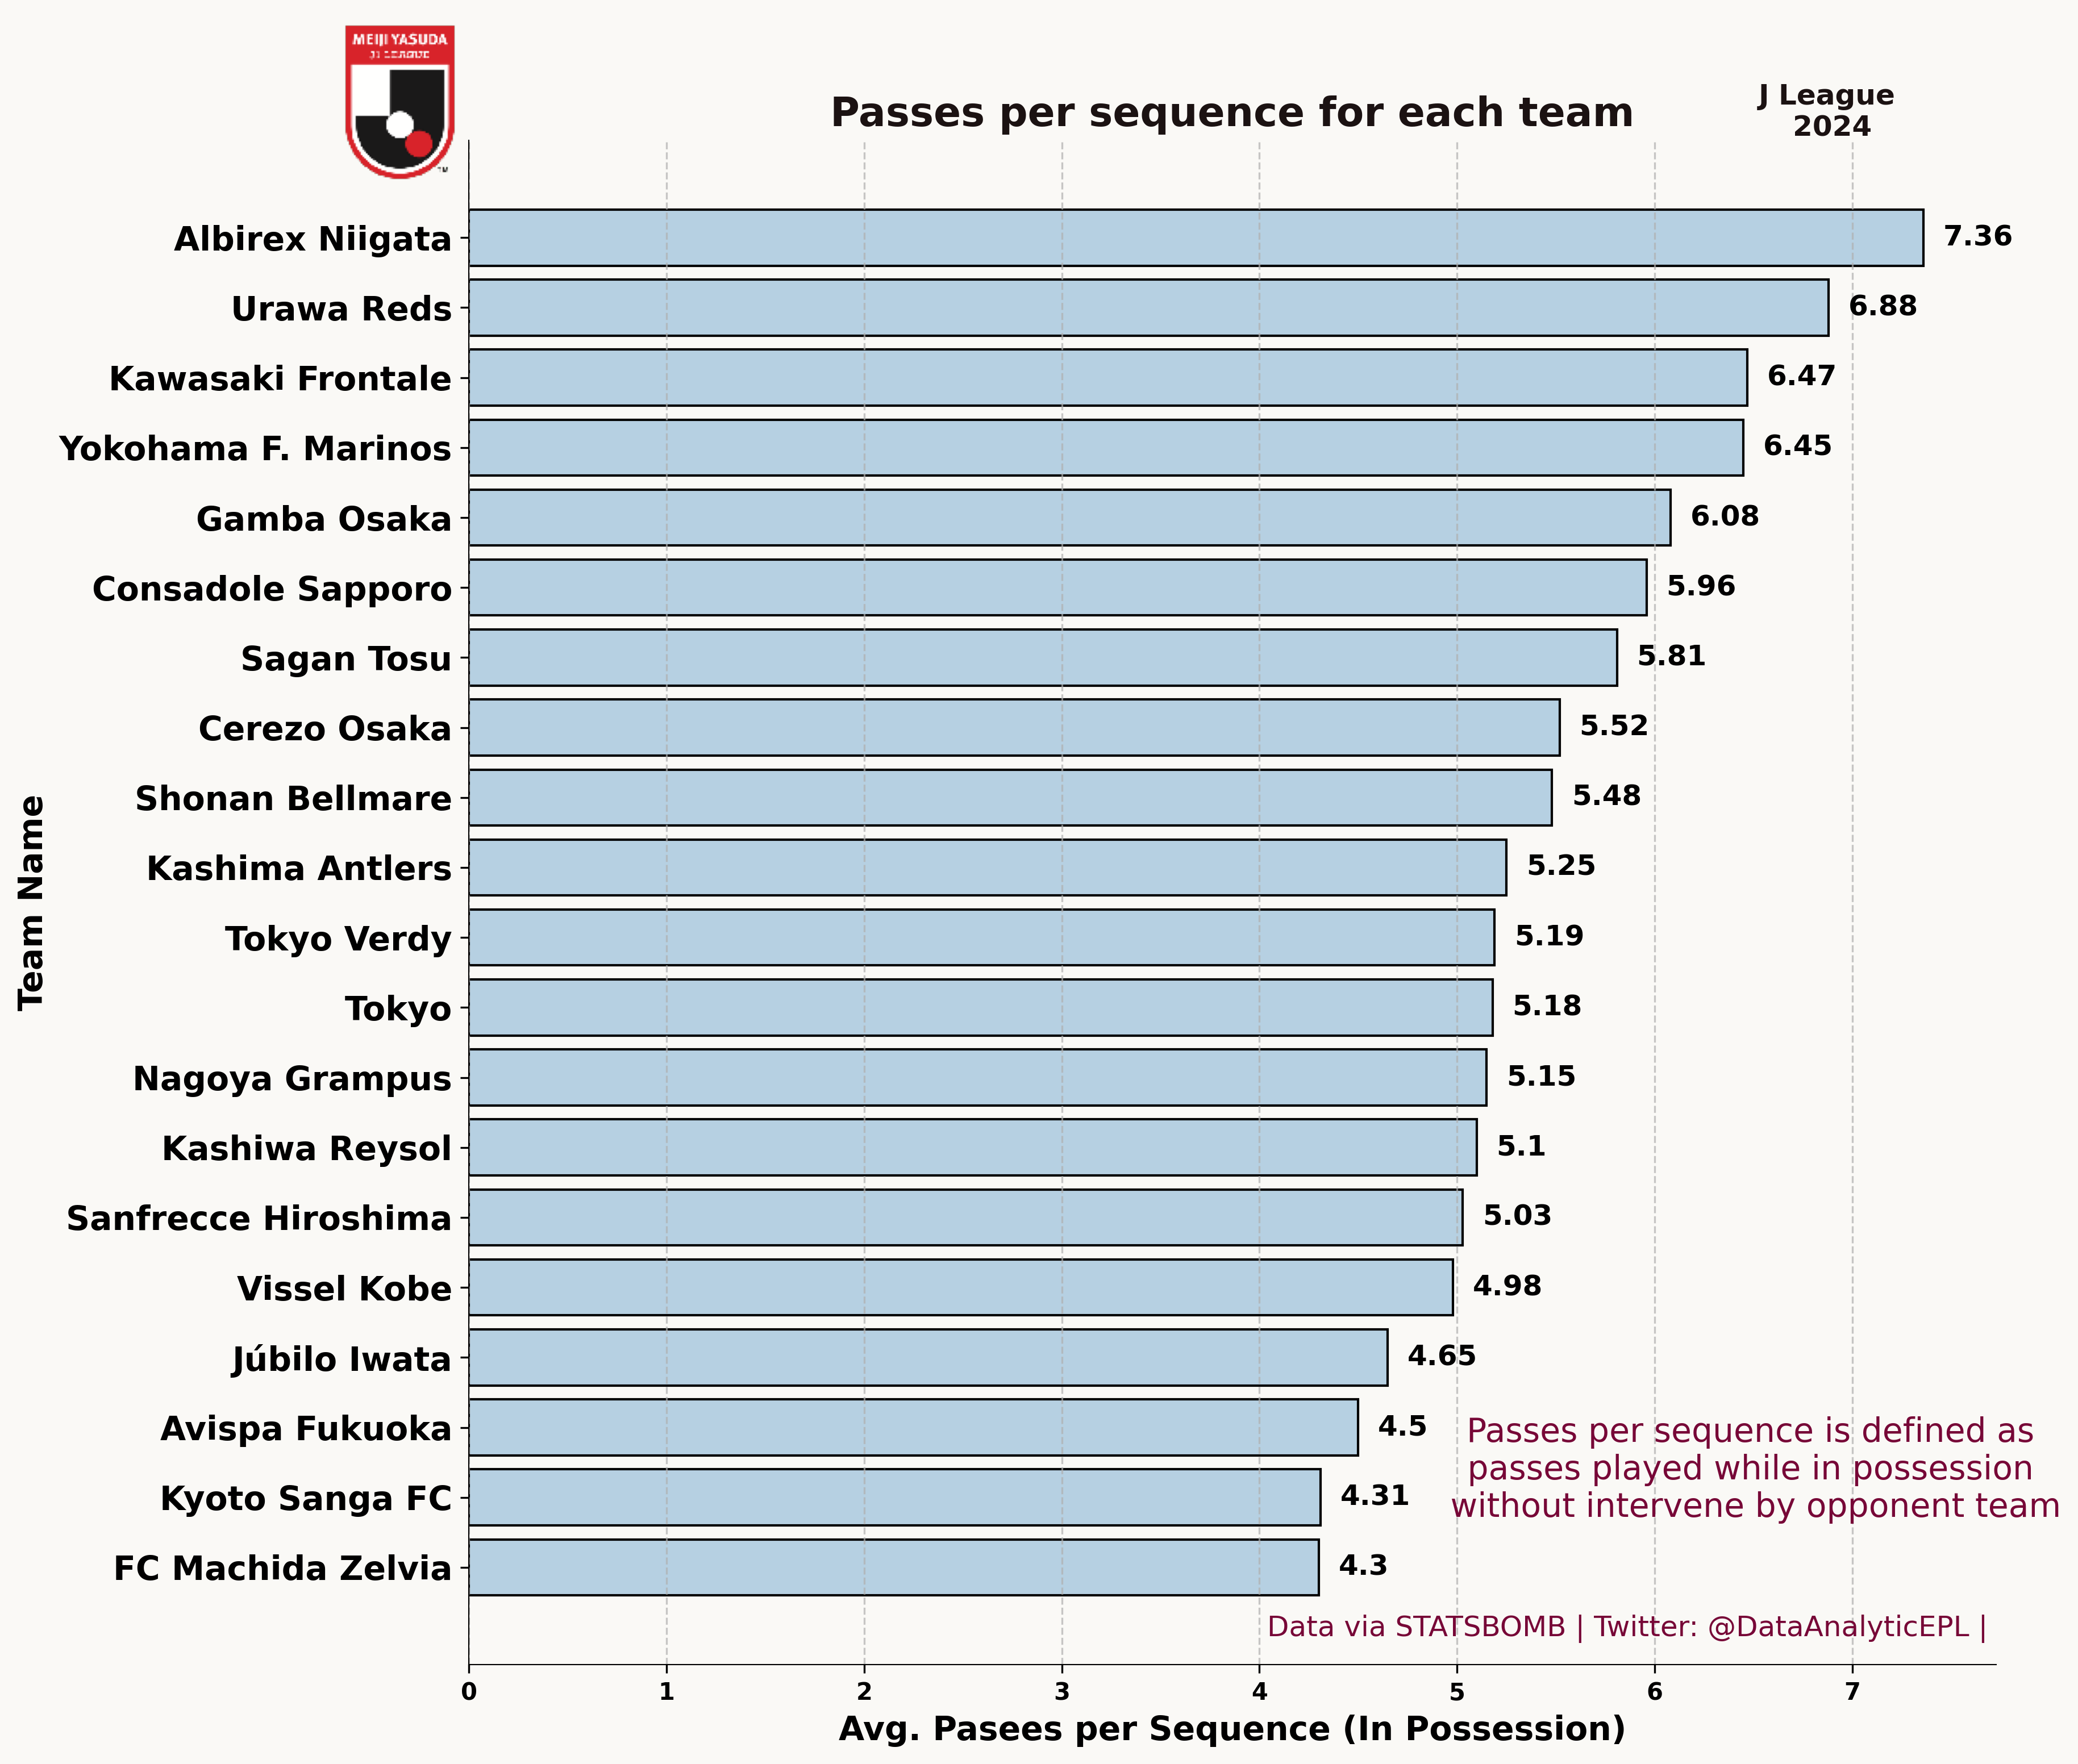 MEIJI YASUDA
J1 LEAGUE
TM
Passes per sequence for each team
J League
2024
Albirex Niigata
7.36
Urawa Reds
6.88
Kawasaki Frontale
6.47
Yokohama F. Marinos
6.45
Gamba Osaka
6.08
Consadole Sapporo
5.96
Sagan Tosu
5.81
Cerezo Osaka
5.52
Shonan Bellmare
5.48
Kashima Antlers
5.25
Tokyo Verdy
5.19
Tokyo
5.18
Nagoya Grampus
5.15
Kashiwa Reysol
5.1
Sanfrecce Hiroshima
5.03
Vissel Kobe
4.98
Júbilo Iwata
4.65
Avispa Fukuoka
4.5
Kyoto Sanga FC
4.31
FC Machida Zelvia
4.3
Team Name
Passes per sequence is defined as
passes played while in possession
without intervene by opponent team
Data via STATSBOMB | Twitter: @DataAnalyticEPL |
0 1 2 3 4 5 6 7
Avg. Pasees per Sequence (In Possession)